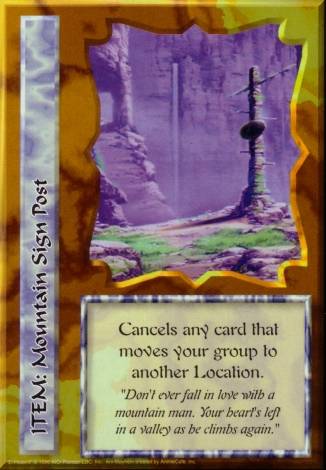 ITEM: Mountain Sign Post
Cancels any card that
moves your group to
another Location.
"Don't ever fall in love with a
mountain man. Your heart's left
in a valley as he climbs again."